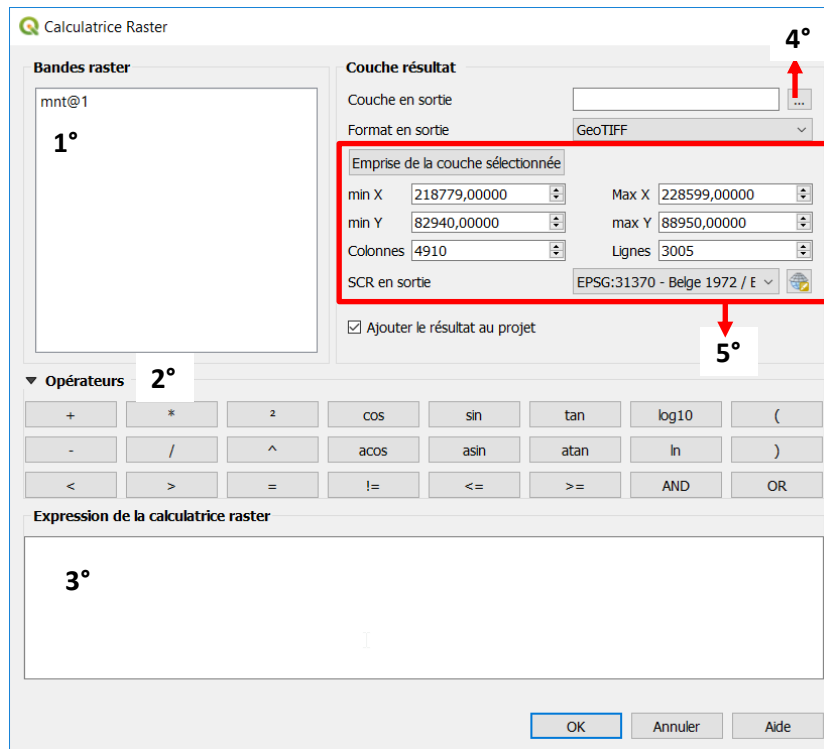 Calculatrice Raster
4°
Bandes raster
Couche résultat
mnt@1
1°
Couche en sortie
...
Format en sortie GeoTIFF
Emprise de la couche sélectionnée
min X 218779,00000 Max X 228599,00000
min Y 82940,00000 max Y 88950,00000
Colonnes 4910 Lignes 3005
SCR en sortie EPSG:31370 - Belge 1972 / E
Ajouter le résultat au projet
5°
Opérateurs 2°
+ * ² cos sin tan log10 (
- / ^ acos asin atan ln )
< > = != <= >= AND OR
Expression de la calculatrice raster
3°
OK Annuler Aide